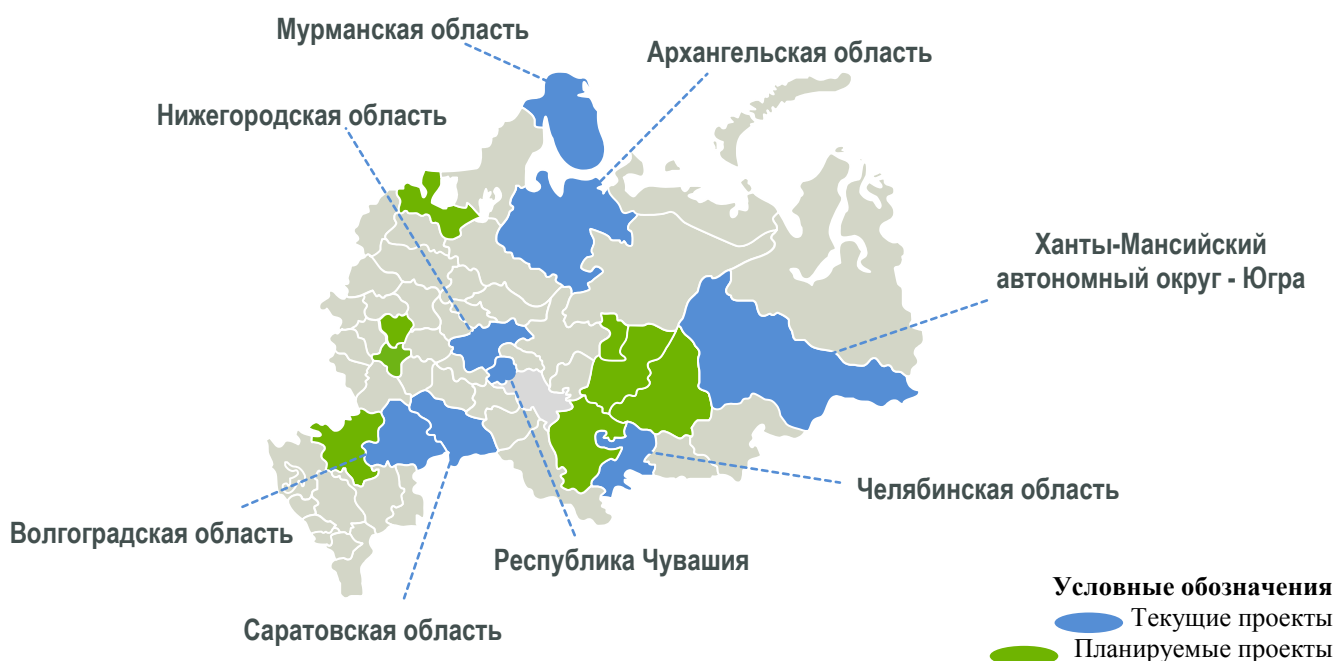 Мурманская область
Архангельская область
Нижегородская область
Ханты-Мансийский
автономный округ - Югра
Челябинская область
Волгоградская область
Республика Чувашия
Саратовская область
Условные обозначения
Текущие проекты
Планируемые проекты